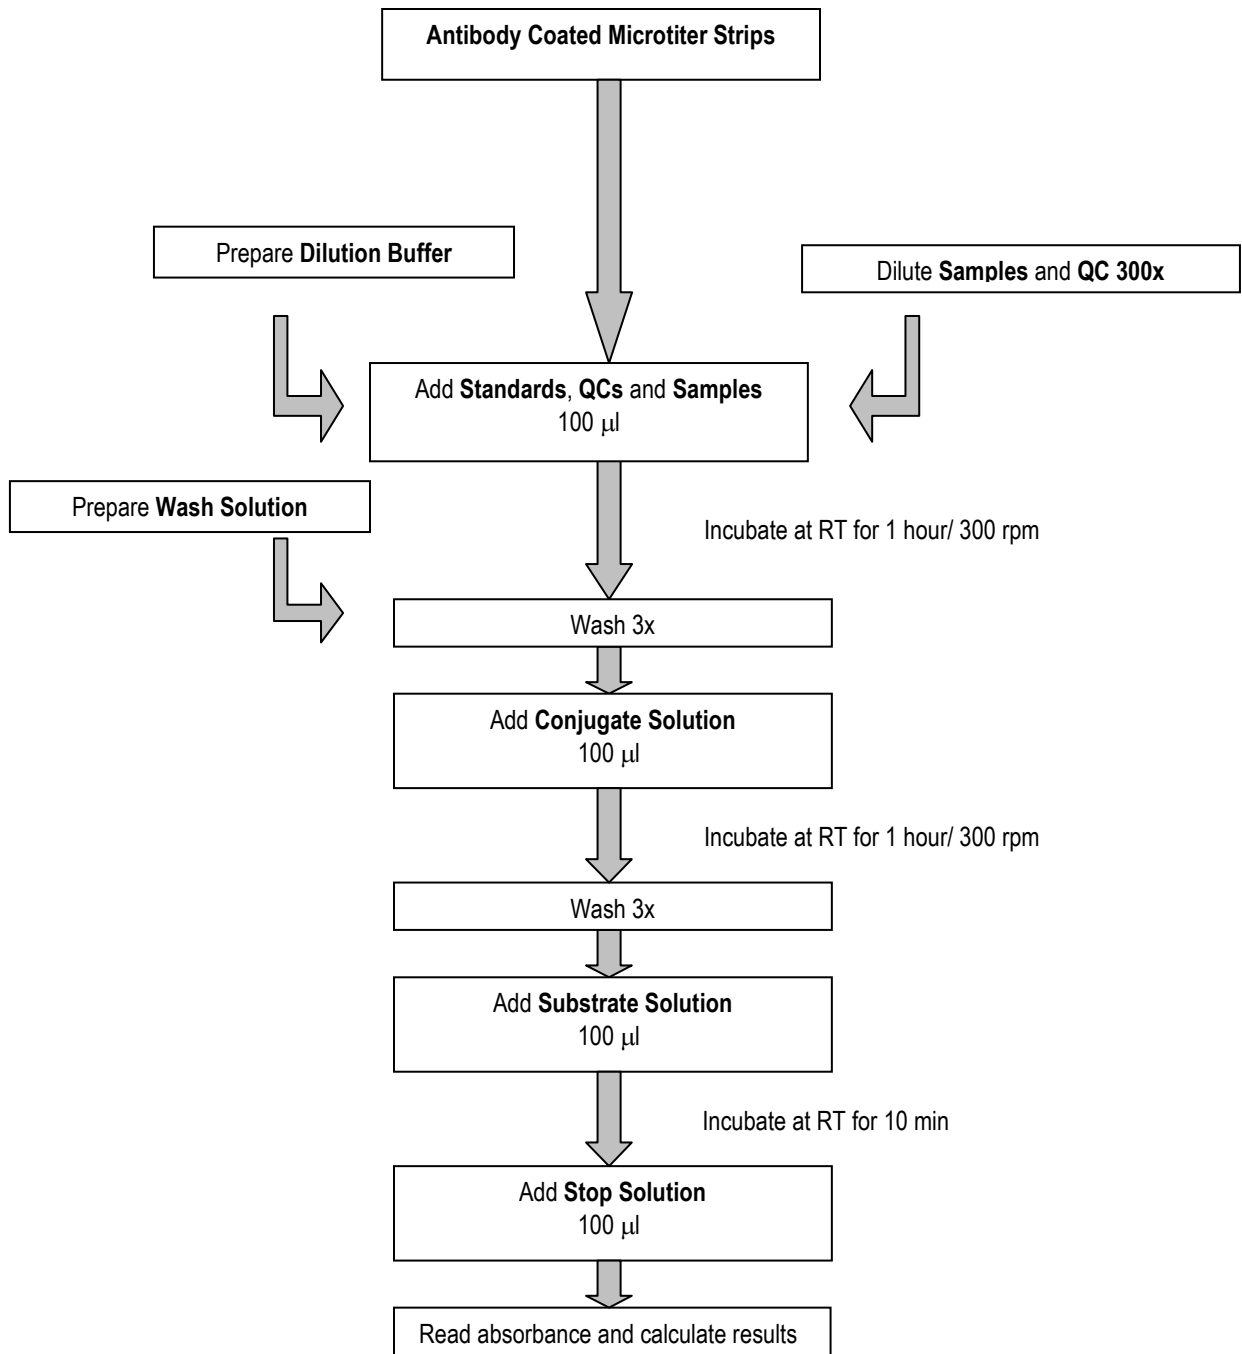 Antibody Coated Microtiter Strips
Prepare Dilution Buffer
Dilute Samples and QC 300x
Add Standards, QCs and Samples
100 μl
Prepare Wash Solution
Incubate at RT for 1 hour/ 300 rpm
Wash 3x
Add Conjugate Solution
100 μl
Incubate at RT for 1 hour/ 300 rpm
Wash 3x
Add Substrate Solution
100 μl
Incubate at RT for 10 min
Add Stop Solution
100 μl
Read absorbance and calculate results